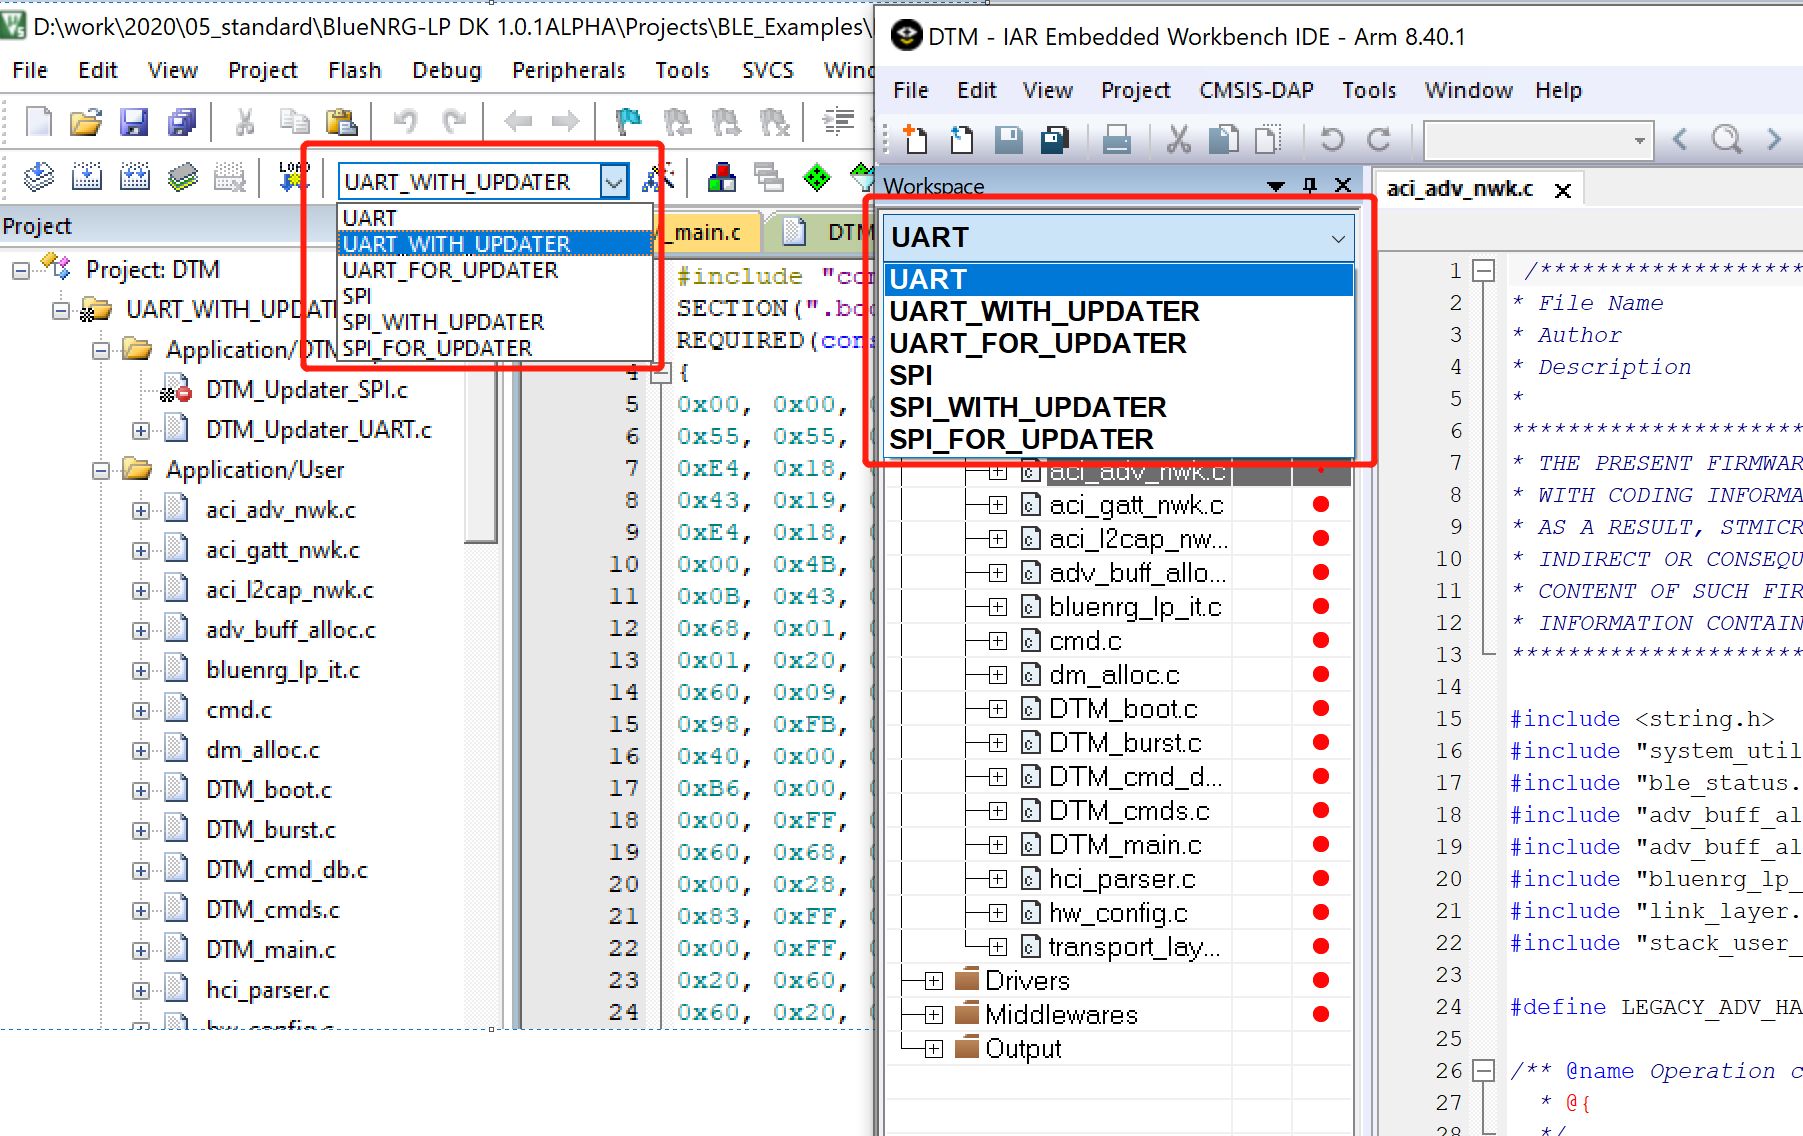 D:\work\2020\05_standard\BlueNRG-LP DK 1.0.1ALPHA\Projects\BLE_Examples\
File Edit View Project Flash Debug Peripherals Tools SVCS
LOAD
UART_WITH_UPDATER
UART
UART_WITH_UPDATER
UART_FOR_UPDATER
SPI
SPI_WITH_UPDATER
SPI_FOR_UPDATER
Project
Project: DTM
UART_WITH_UPDAT
Application/DTM
DTM_Updater_SPI.c
DTM_Updater_UART.c
Application/User
aci_adv_nwk.c
aci_gatt_nwk.c
aci_l2cap_nwk.c
adv_buff_alloc.c
bluenrg_lp_it.c
cmd.c
dm_alloc.c
DTM_boot.c
DTM_burst.c
DTM_cmd_db.c
DTM_cmds.c
DTM_main.c
hci_parser.c
hw_config.c
_main.c
DTM
#include "con
SECTION(".boo
REQUIRED(cons
4 {
5 0x00, 0x00,
6 0x55, 0x55,
7 0xE4, 0x18,
8 0x43, 0x19,
9 0xE4, 0x18,
10 0x00, 0x4B,
11 0x0B, 0x43,
12 0x68, 0x01,
13 0x01, 0x20,
14 0x60, 0x09,
15 0x98, 0xFB,
16 0x40, 0x00,
17 0xB6, 0x00,
18 0x00, 0xFF,
19 0x60, 0x68,
20 0x00, 0x28,
21 0x83, 0xFF,
22 0x00, 0xFF,
23 0x20, 0x60,
24 0x60, 0x20,
DTM - IAR Embedded Workbench IDE - Arm 8.40.1
File Edit View Project CMSIS-DAP Tools Window Help
Workspace
UART
UART
UART_WITH_UPDATER
UART_FOR_UPDATER
SPI
SPI_WITH_UPDATER
SPI_FOR_UPDATER
aci_adv_nwk.c
aci_gatt_nwk.c
aci_l2cap_nw...
adv_buff_allo...
bluenrg_lp_it.c
cmd.c
dm_alloc.c
DTM_boot.c
DTM_burst.c
DTM_cmd_d...
DTM_cmds.c
DTM_main.c
hci_parser.c
hw_config.c
transport_lay...
Drivers
Middlewares
Output
aci_adv_nwk.c
1 /*******************
2 * File Name
3 * Author
4 * Description
5 *
6 *********************
7 * THE PRESENT FIRMWAR
8 * WITH CODING INFORMA
9 * AS A RESULT, STMICR
10 * INDIRECT OR CONSEQU
11 * CONTENT OF SUCH FIR
12 * INFORMATION CONTAIN
13 *********************
14
15 #include <string.h>
16 #include "system_util
17 #include "ble_status.
18 #include "adv_buff_al
19 #include "adv_buff_al
20 #include "bluenrg_lp_
21 #include "link_layer.
22 #include "stack_user_
23
24 #define LEGACY_ADV_HA
25
26 /** @name Operation c
27 * @{
28 */